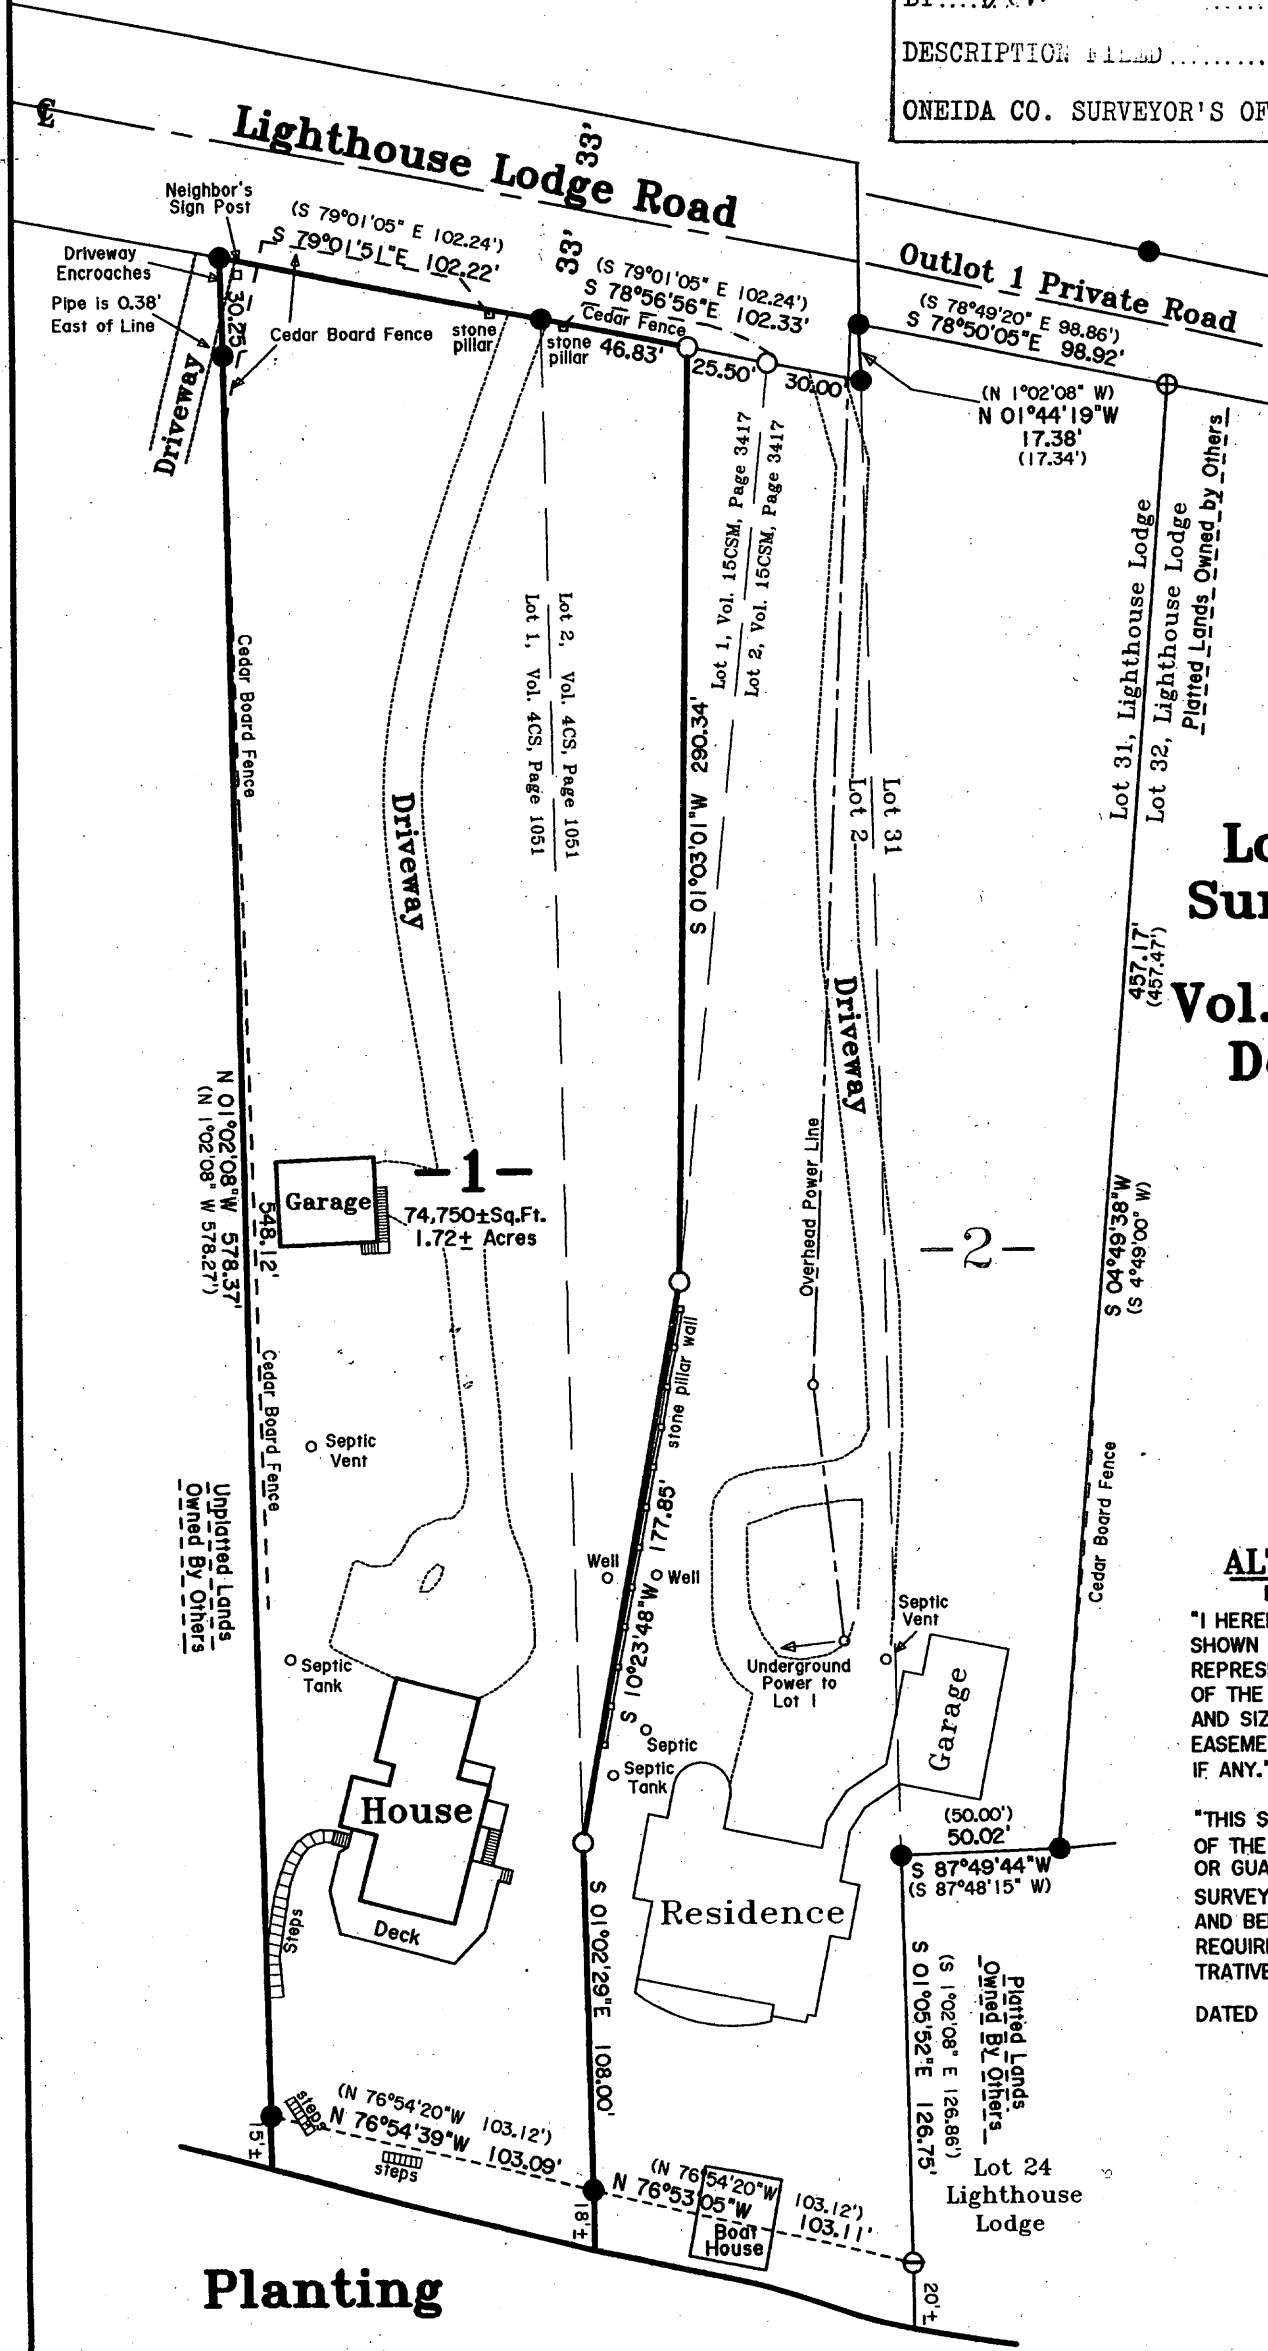 DESCRIPTION FILED..........
ONEIDA CO. SURVEYOR'S OF
℄
Lighthouse Lodge Road
33'
33'
Neighbor's
Sign Post
(S 79°01'05" E 102.24')
S 79°01'51"E 102.22'
Driveway
Encroaches
Pipe is 0.38'
East of Line
30.25'
Cedar Board Fence
Driveway
stone
pillar
(S 79°01'05" E 102.24')
S 78°56'56"E 102.33'
Cedar Fence
stone
pillar
46.83'
25.50'
30.00'
Outlot 1 Private Road
(S 78°49'20" E 98.86')
S 78°50'05"E 98.92'
(N 1°02'08" W)
N 01°44'19"W
17.38'
(17.34')
Lot 1, Vol. 15CSM, Page 3417
Lot 2, Vol. 15CSM, Page 3417
Lot 31, Lighthouse Lodge
Lot 32, Lighthouse Lodge
Platted Lands Owned by Others
Cedar Board Fence
Lot 2, Vol. 4CS, Page 1051
Lot 1, Vol. 4CS, Page 1051
S 01°03'01"W 290.34'
Driveway
Lot 31
Lot 2
Lo
Sur
Vol.
De
457.17'
(457.47')
Driveway
N 01°02'08"W 578.37'
(N 1°02'08" W 578.27')
548.12'
Garage
-1-
74,750±Sq.Ft.
1.72± Acres
Overhead Power Line
-2-
S 04°49'38"W
(S 4°49'00" W)
stone pillar wall
Cedar Board Fence
Septic
Vent
Unplatted Lands
Owned By Others
177.85'
S 10°23'48"W
Well
Well
Cedar Board Fence
Septic
Vent
Septic
Tank
Underground
Power to
Lot 1
Garage
Septic
Septic
Tank
House
(50.00')
50.02'
S 87°49'44"W
(S 87°48'15" W)
Steps
Deck
Residence
S 01°02'29"E 108.00'
S 01°05'52"E 126.75'
(S 1°02'08" E 126.86')
Platted Lands
Owned By Others
steps
(N 76°54'20"W 103.12')
N 76°54'39"W 103.09'
steps
15'±
18'±
(N 76°54'20"W 103.12')
N 76°53'05"W 103.11'
Boat
House
20'±
Lot 24
Lighthouse
Lodge
Planting
"I HERE
SHOWN
REPRES
OF THE
AND SIZ
EASEME
IF ANY."
"THIS S
OF THE
OR GUA
SURVEY
AND BE
REQUIR
TRATIVE
DATED